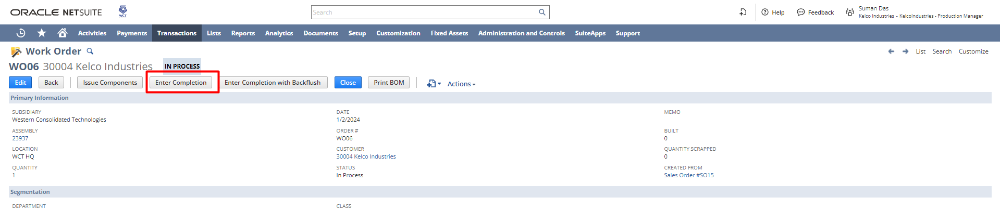 ORACLE NETSUITE
WCT
Search
Help
Feedback
Suman Das
Kelco Industries - KelcoIndustries - Production Manager
Activities Payments Transactions Lists Reports Analytics Documents Setup Customization Fixed Assets Administration and Controls SuiteApps Support
Work Order
List Search Customize
WO06 30004 Kelco Industries IN PROCESS
Edit Back Issue Components Enter Completion Enter Completion with Backflush Close Print BOM Actions
Primary Information
SUBSIDIARY
Western Consolidated Technologies
ASSEMBLY
23937
LOCATION
WCT HQ
QUANTITY
1
DATE
1/2/2024
ORDER #
WO06
CUSTOMER
30004 Kelco Industries
STATUS
In Process
MEMO
BUILT
0
QUANTITY SCRAPPED
0
CREATED FROM
Sales Order #SO15
Segmentation
DEPARTMENT
CLASS